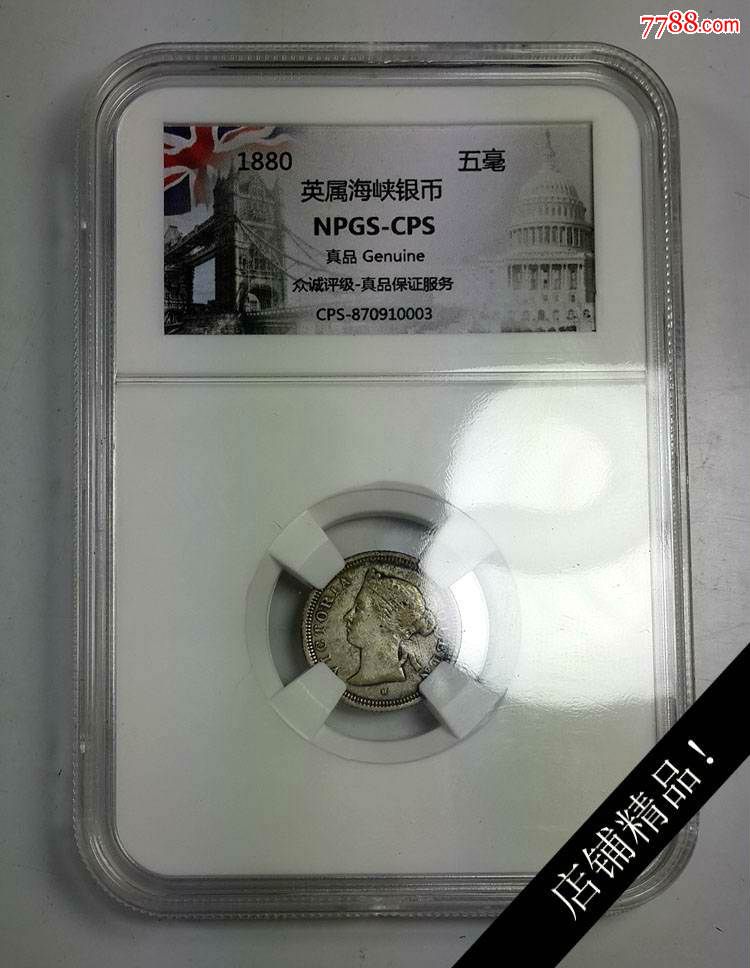 7788.com
1880 五毫
英属海峡银币
NPGS-CPS
真品 Genuine
众诚评级-真品保证服务
CPS-870910003
VICTORIA
H
店铺精品！